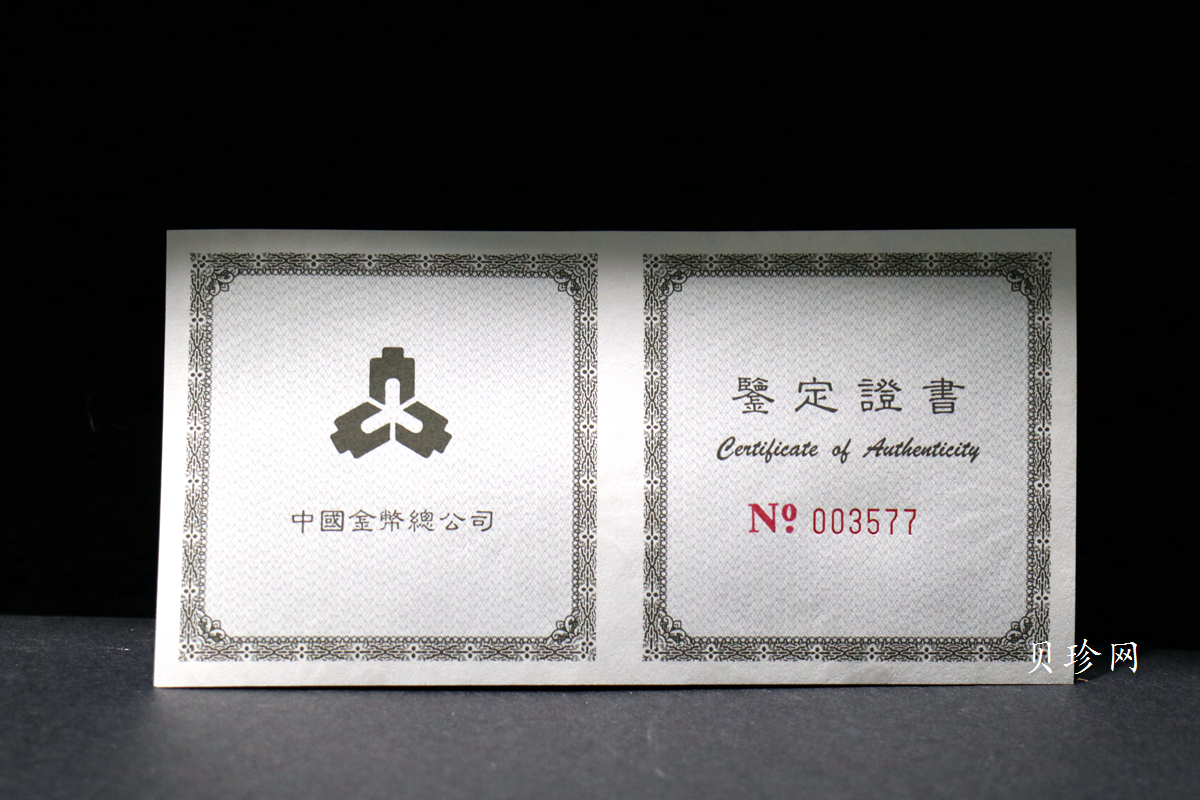 中國金幣總公司
鑒定證書
Certificate of Authenticity
Nº 003577
贝珍网